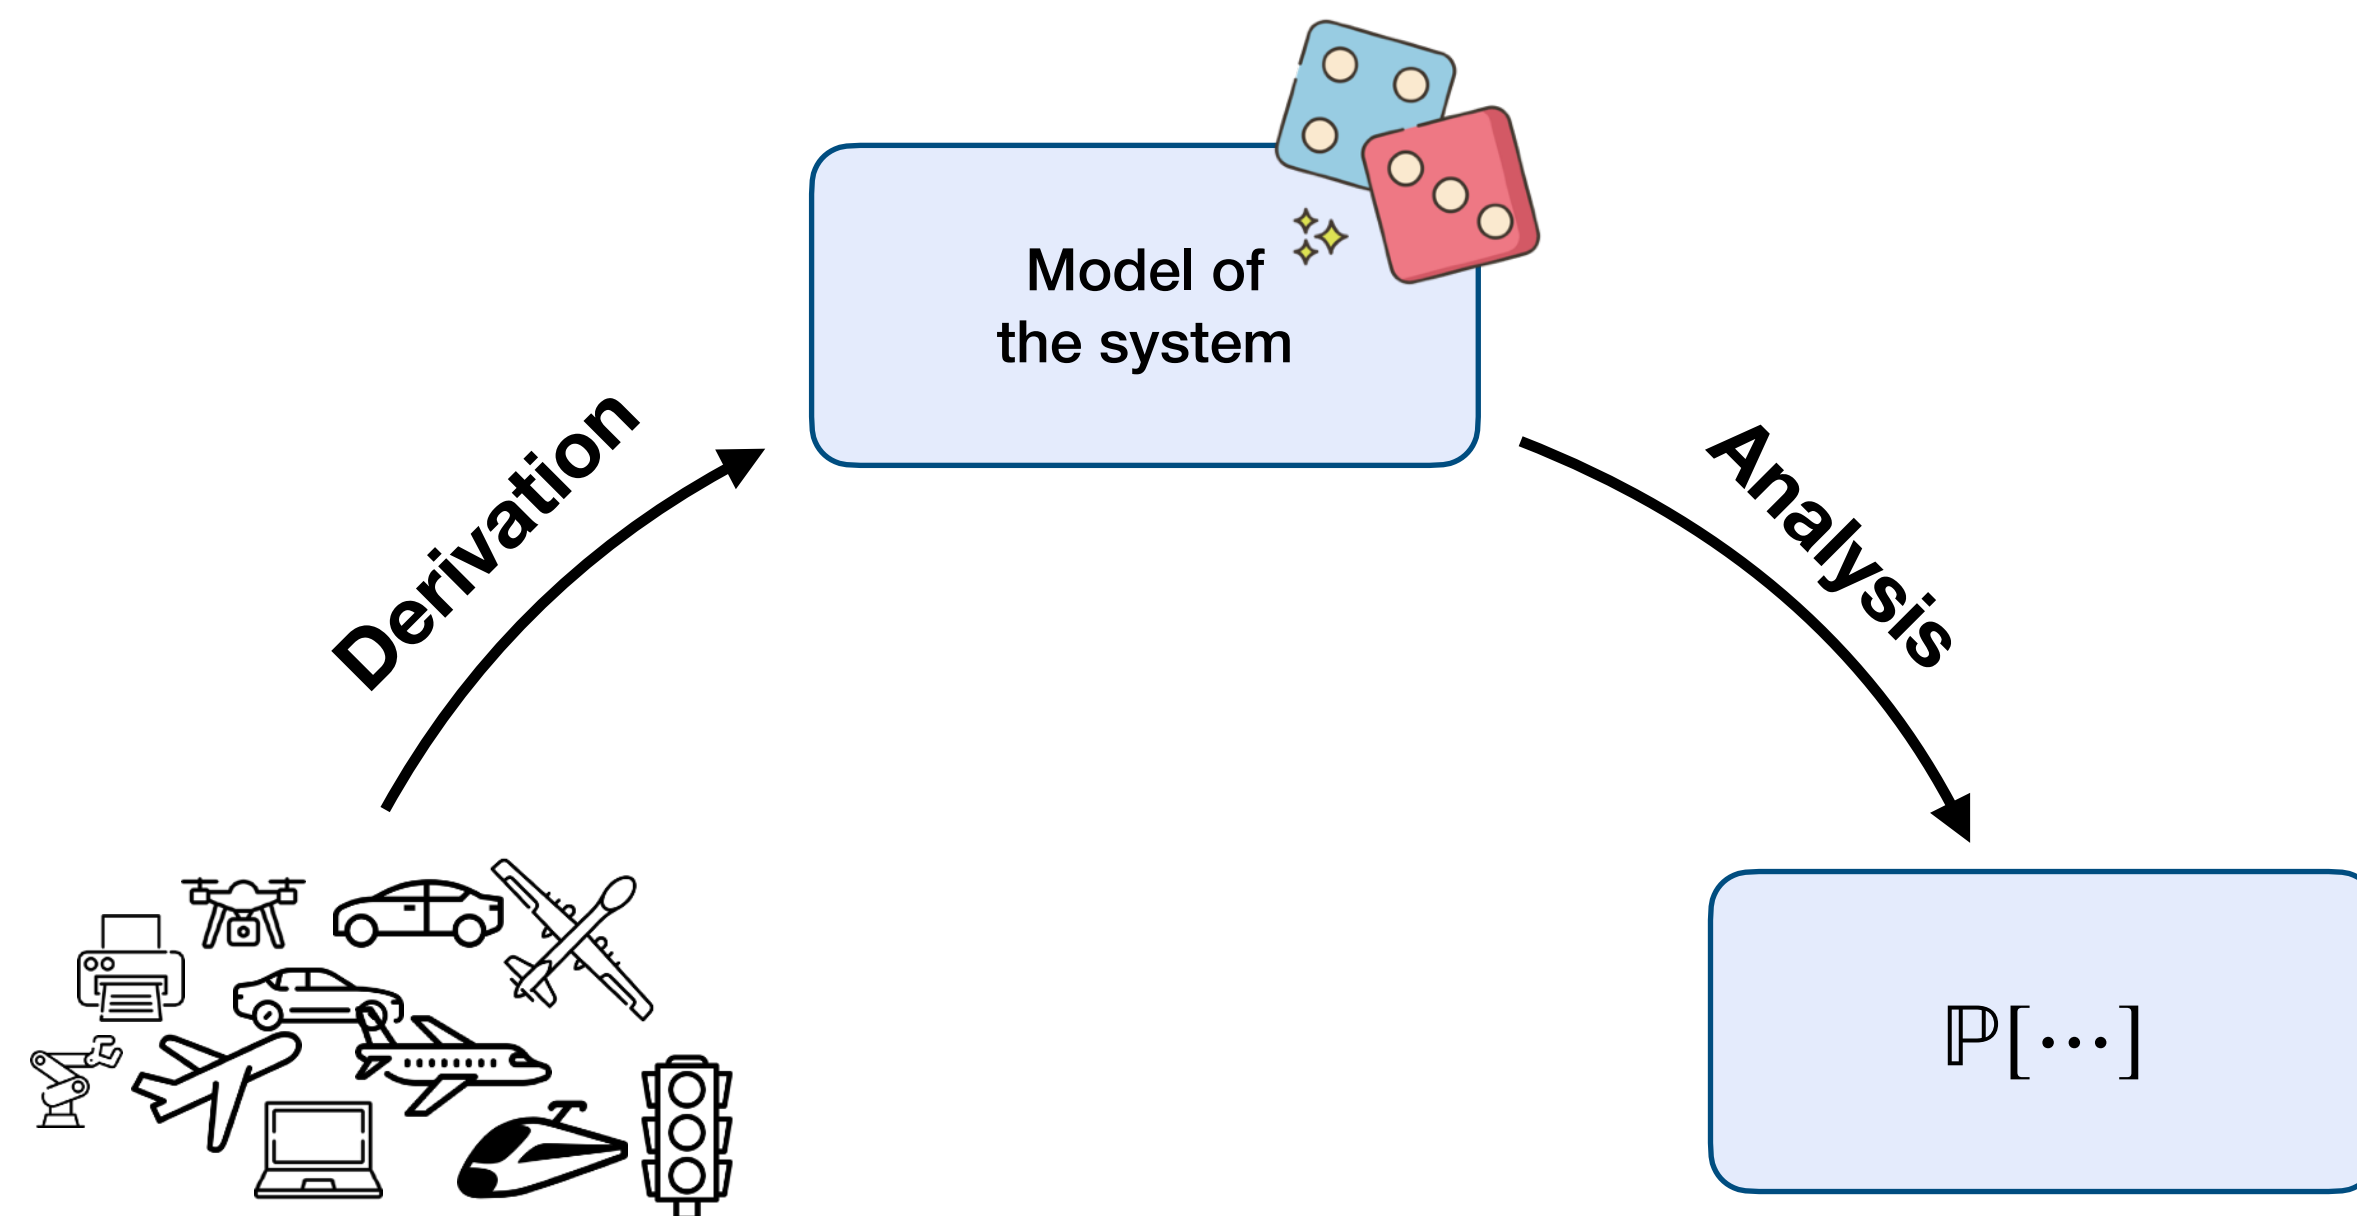 Model of
the system
Derivation
Analysis
ℙ[⋯]